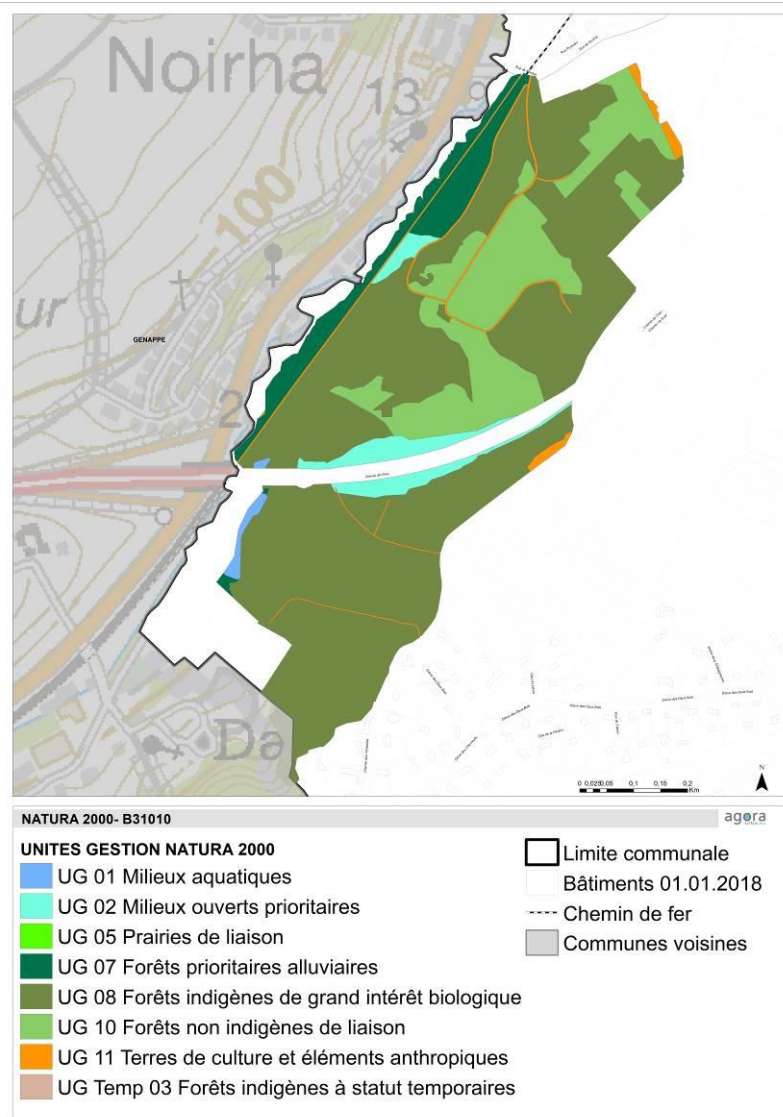 Noirha
13
100
ur
GENAPPE
2
Da
N
0 0,025 0,05 0,1 0,15 0,2
Km
NATURA 2000- B31010
agora
UNITES GESTION NATURA 2000
UG 01 Milieux aquatiques
UG 02 Milieux ouverts prioritaires
UG 05 Prairies de liaison
UG 07 Forêts prioritaires alluviaires
UG 08 Forêts indigènes de grand intérêt biologique
UG 10 Forêts non indigènes de liaison
UG 11 Terres de culture et éléments anthropiques
UG Temp 03 Forêts indigènes à statut temporaires
Limite communale
Bâtiments 01.01.2018
Chemin de fer
Communes voisines